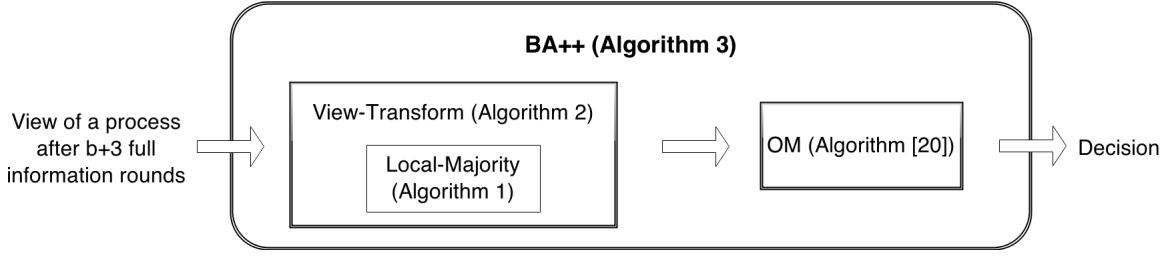 BA++ (Algorithm 3)
View of a process
after b+3 full
information rounds
View-Transform (Algorithm 2)
Local-Majority
(Algorithm 1)
OM (Algorithm [20])
Decision